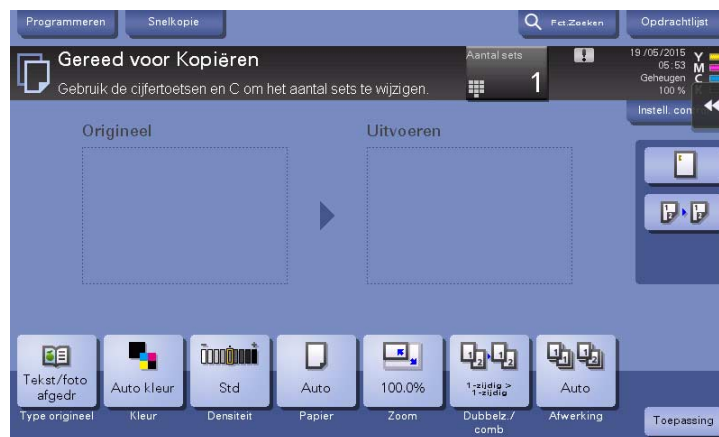 Programmeren
Snelkopie
Fct.Zoeken
Opdrachtlijst
Gereed voor Kopiëren
Gebruik de cijfertoetsen en C om het aantal sets te wijzigen.
Aantal sets
1
19/05/2015
05:53
Geheugen
100 %
Y
M
C
K
Instell. con
Origineel
Uitvoeren
Tekst/foto
afgedr
Auto kleur
Std
Auto
100.0%
1-zijdig >
1-zijdig
Auto
Type origineel
Kleur
Densiteit
Papier
Zoom
Dubbelz./
comb
Afwerking
Toepassing